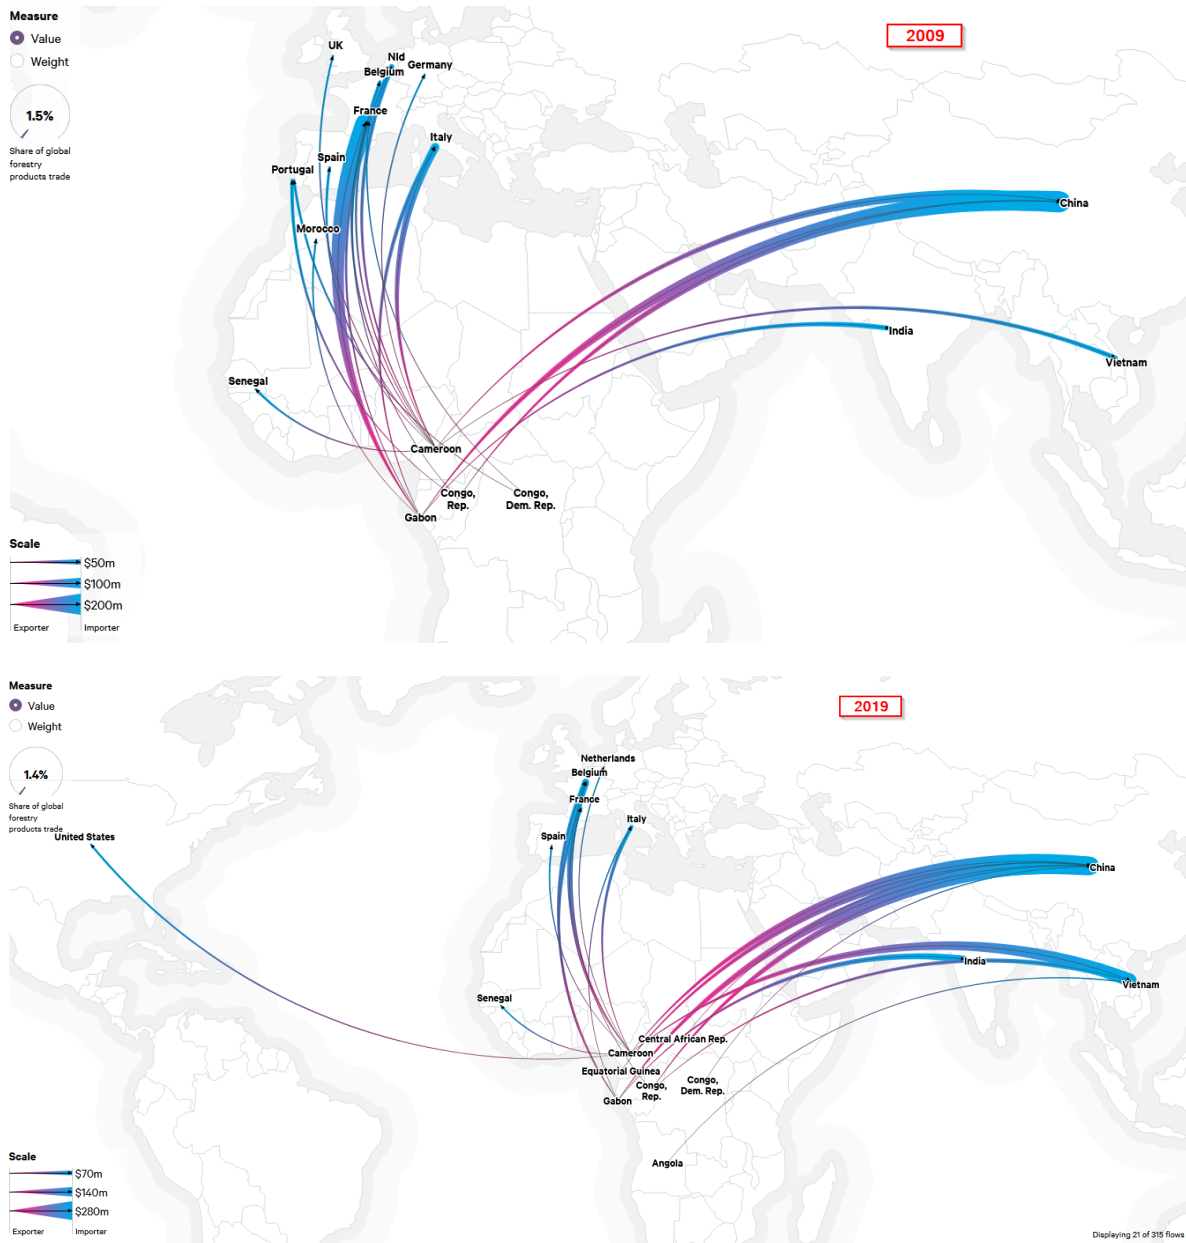 Measure
Value
Weight
1.5%
Share of global
forestry
products trade
2009
UK
Nld
Belgium
Germany
France
Italy
Spain
Portugal
Morocco
China
India
Vietnam
Senegal
Cameroon
Congo,
Rep.
Congo,
Dem. Rep.
Gabon
Scale
$50m
$100m
$200m
Exporter
Importer
Measure
Value
Weight
1.4%
Share of global
forestry
products trade
2019
United States
Netherlands
Belgium
France
Italy
Spain
China
India
Vietnam
Senegal
Central African Rep.
Cameroon
Equatorial Guinea
Congo,
Rep.
Congo,
Dem. Rep.
Gabon
Angola
Scale
$70m
$140m
$280m
Exporter
Importer
Displaying 21 of 315 flows